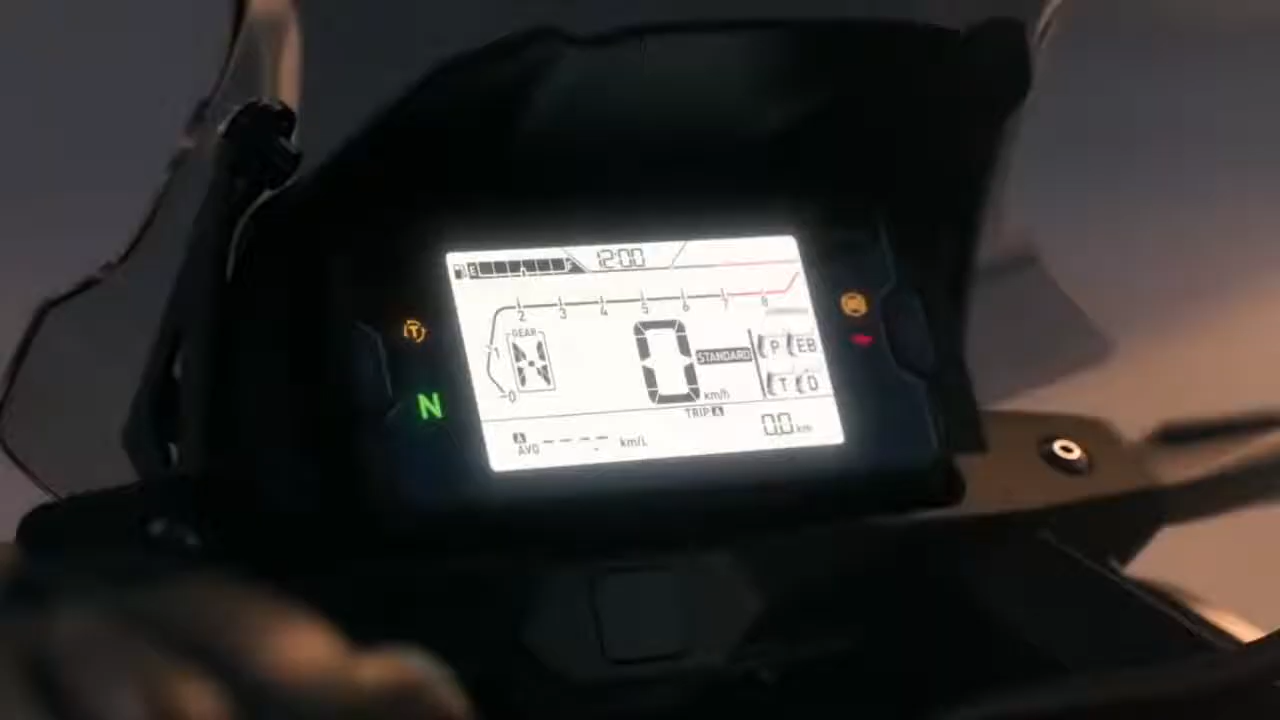 E F 12:00
1 2 3 4 5 6 7 8
GEAR
T
0 STANDARD P EB
N
0 km/h T D
TRIP A
A
AVG ---- km/L 0.0 km